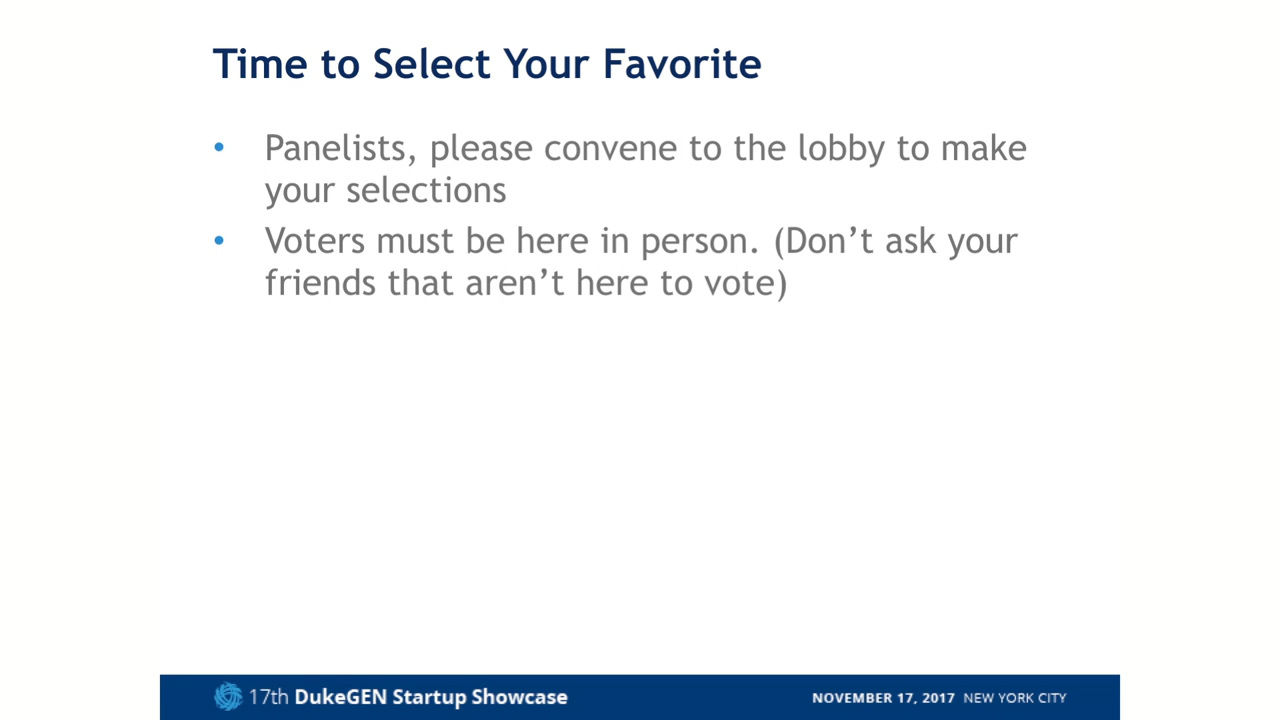 Time to Select Your Favorite
• Panelists, please convene to the lobby to make
your selections
• Voters must be here in person. (Don’t ask your
friends that aren’t here to vote)
17th DukeGEN Startup Showcase
NOVEMBER 17, 2017 NEW YORK CITY